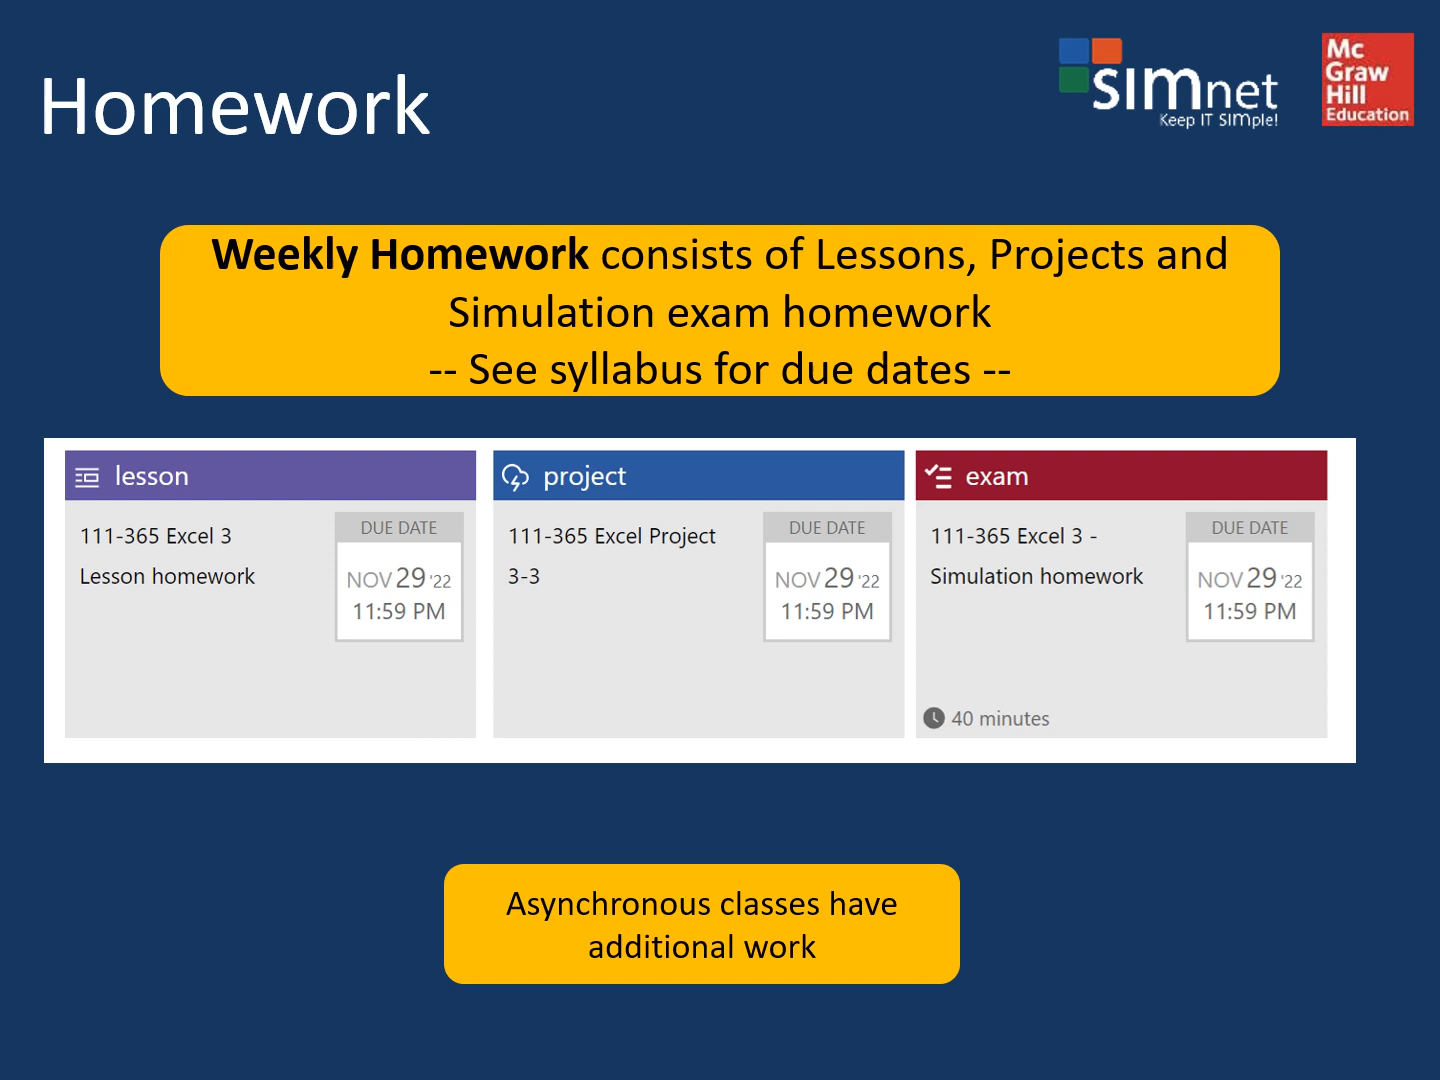 Homework
SIMnet
Keep IT SIMple!
Mc
Graw
Hill
Education
Weekly Homework consists of Lessons, Projects and
Simulation exam homework
-- See syllabus for due dates --
lesson
111-365 Excel 3
Lesson homework
DUE DATE
NOV 29 '22
11:59 PM
project
111-365 Excel Project
3-3
DUE DATE
NOV 29 '22
11:59 PM
exam
111-365 Excel 3 -
Simulation homework
DUE DATE
NOV 29 '22
11:59 PM
40 minutes
Asynchronous classes have
additional work